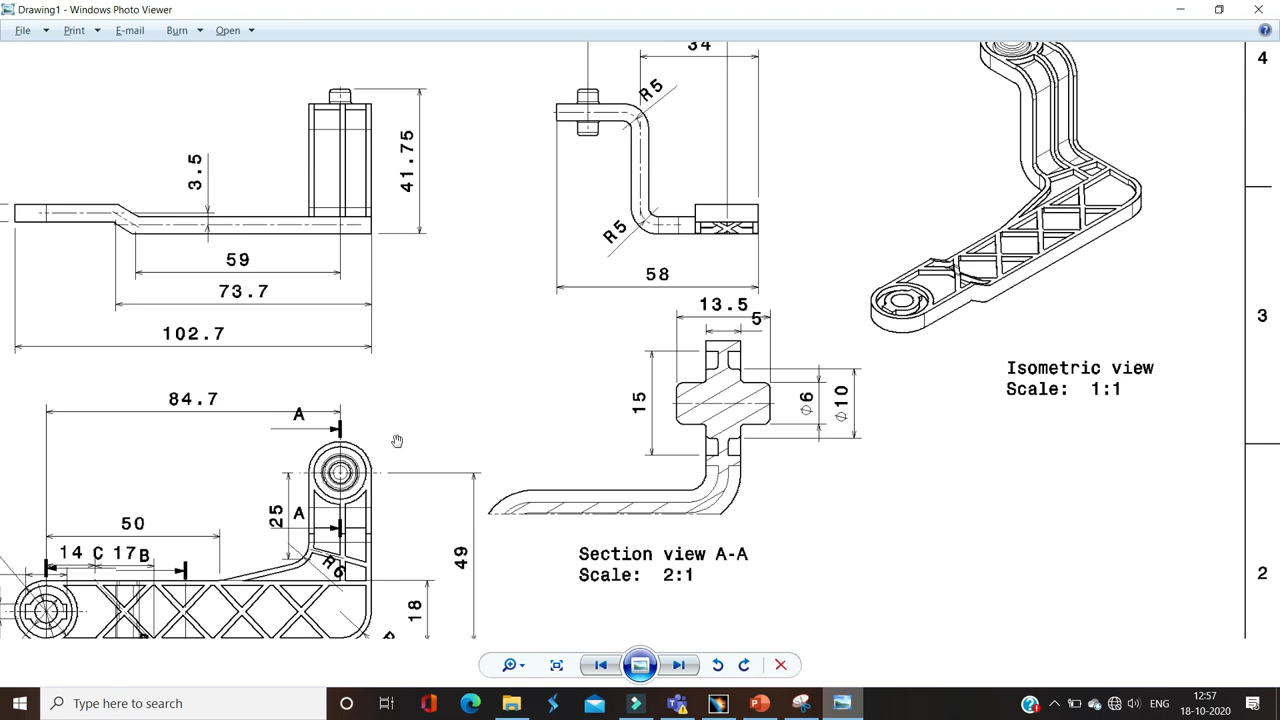 Drawing1 - Windows Photo Viewer
File Print E-mail Burn Open
34
4
R5
41.75
3.5
R5
59
58
73.7
13.5
5
3
102.7
Isometric view
Scale: 1:1
84.7
A
15
∅6
∅10
50
25
A
14 C 17 B
R6
49
18
Section view A-A
Scale: 2:1
2
Type here to search
ENG
12:57
18-10-2020